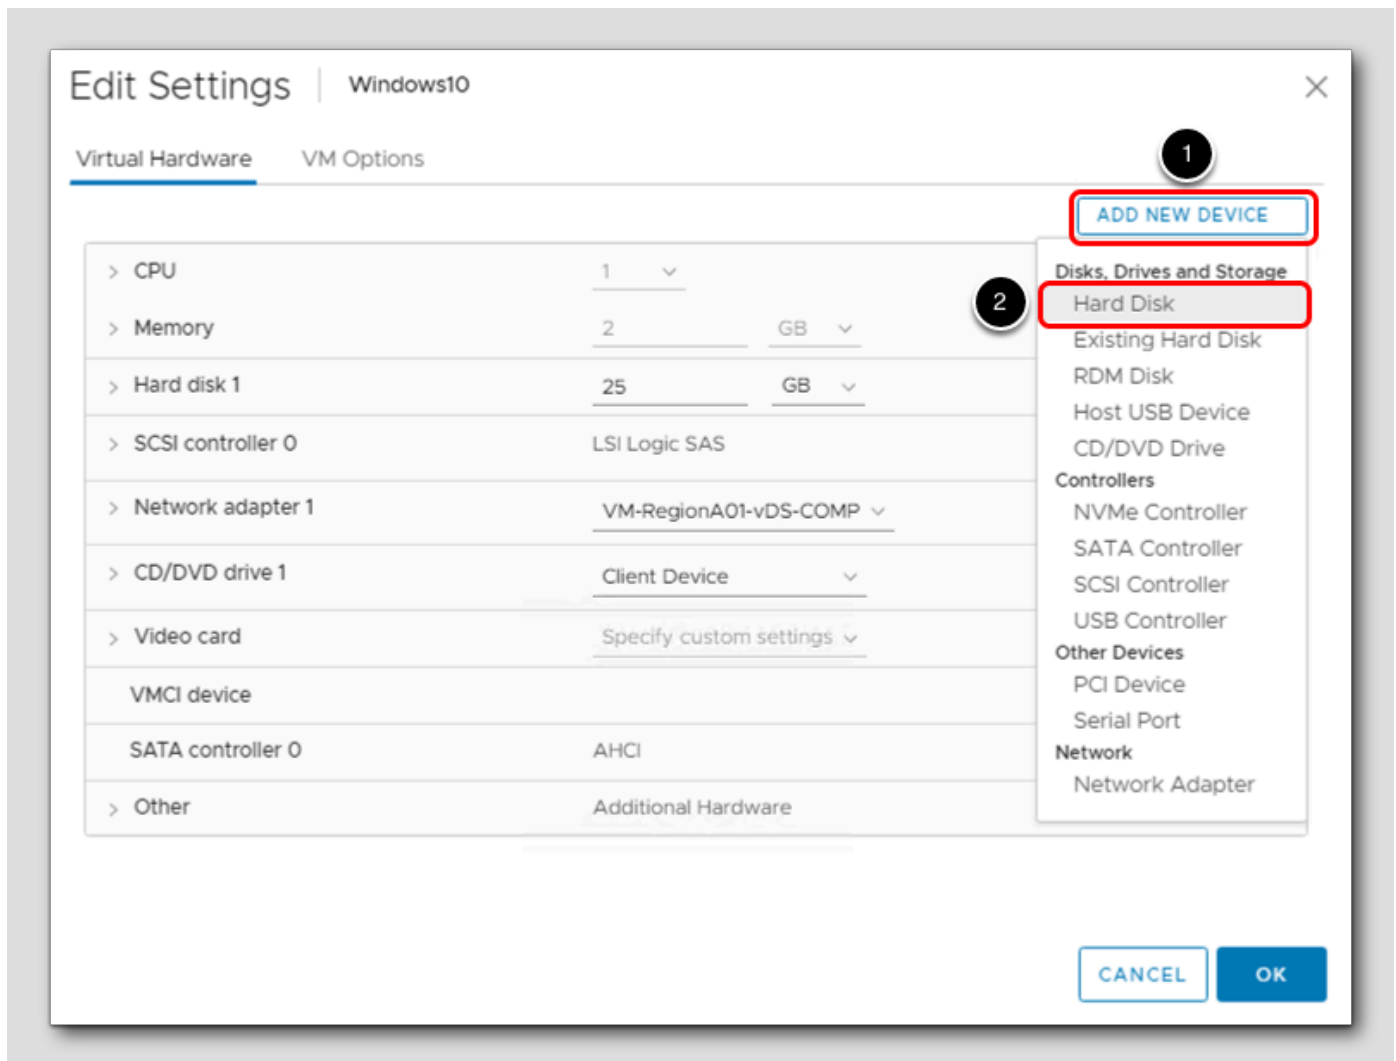 Edit Settings Windows10
Virtual Hardware VM Options
1
ADD NEW DEVICE
CPU 1
Memory 2 GB
Hard disk 1 25 GB
SCSI controller 0 LSI Logic SAS
Network adapter 1 VM-RegionA01-vDS-COMP
CD/DVD drive 1 Client Device
Video card Specify custom settings
VMCI device
SATA controller 0 AHCI
Other Additional Hardware
Disks, Drives and Storage
2 Hard Disk
Existing Hard Disk
RDM Disk
Host USB Device
CD/DVD Drive
Controllers
NVMe Controller
SATA Controller
SCSI Controller
USB Controller
Other Devices
PCI Device
Serial Port
Network
Network Adapter
CANCEL OK